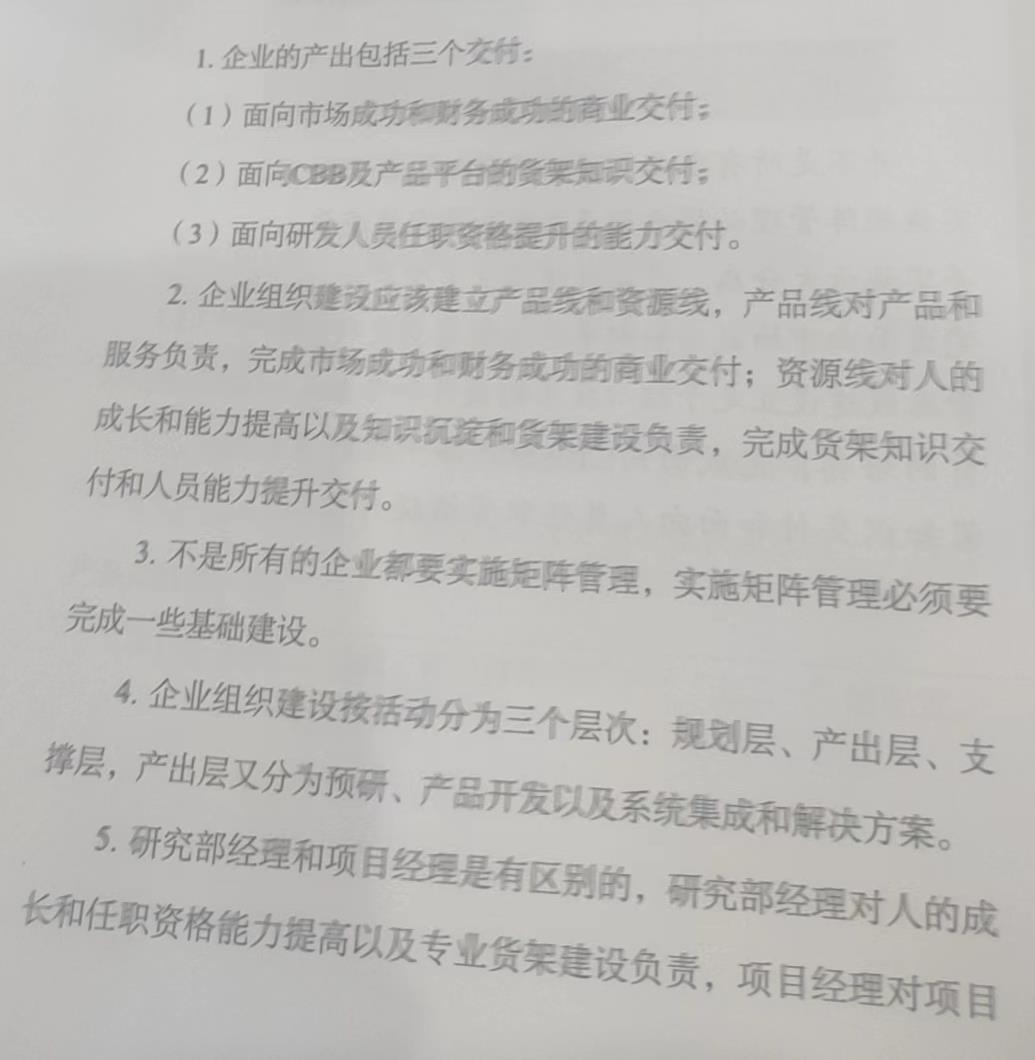 1. 企业的产出包括三个交付：
（1）面向市场成功和财务成功的商业交付；
（2）面向CBB及产品平台的货架知识交付；
（3）面向研发人员任职资格提升的能力交付。
2. 企业组织建设应该建立产品线和资源线，产品线对产品和
服务负责，完成市场成功和财务成功的商业交付；资源线对人的
成长和能力提高以及知识沉淀和货架建设负责，完成货架知识交
付和人员能力提升交付。
3. 不是所有的企业都要实施矩阵管理，实施矩阵管理必须要
完成一些基础建设。
4. 企业组织建设按活动分为三个层次：规划层、产出层、支
撑层，产出层又分为预研、产品开发以及系统集成和解决方案。
5. 研究部经理和项目经理是有区别的，研究部经理对人的成
长和任职资格能力提高以及专业货架建设负责，项目经理对项目